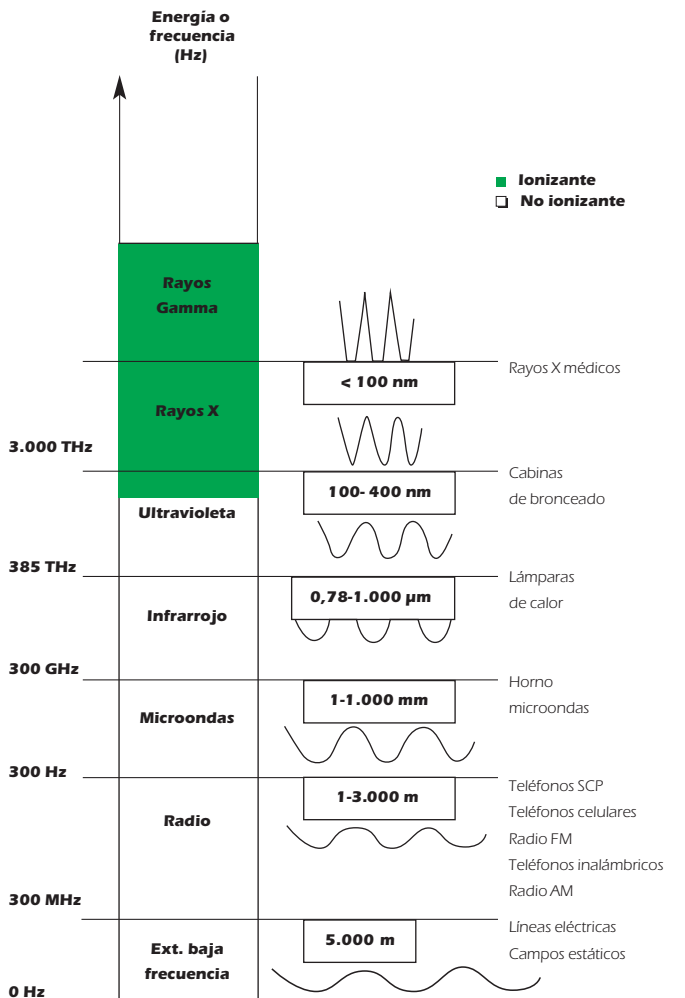 Energía o
frecuencia
(Hz)
Ionizante
No ionizante
Rayos
Gamma
< 100 nm
Rayos X médicos
Rayos X
3.000 THz
100- 400 nm
Cabinas
de bronceado
Ultravioleta
385 THz
0,78-1.000 µm
Lámparas
de calor
Infrarrojo
300 GHz
1-1.000 mm
Horno
microondas
Microondas
300 Hz
1-3.000 m
Teléfonos SCP
Teléfonos celulares
Radio FM
Teléfonos inalámbricos
Radio AM
Radio
300 MHz
5.000 m
Líneas eléctricas
Campos estáticos
Ext. baja
frecuencia
0 Hz